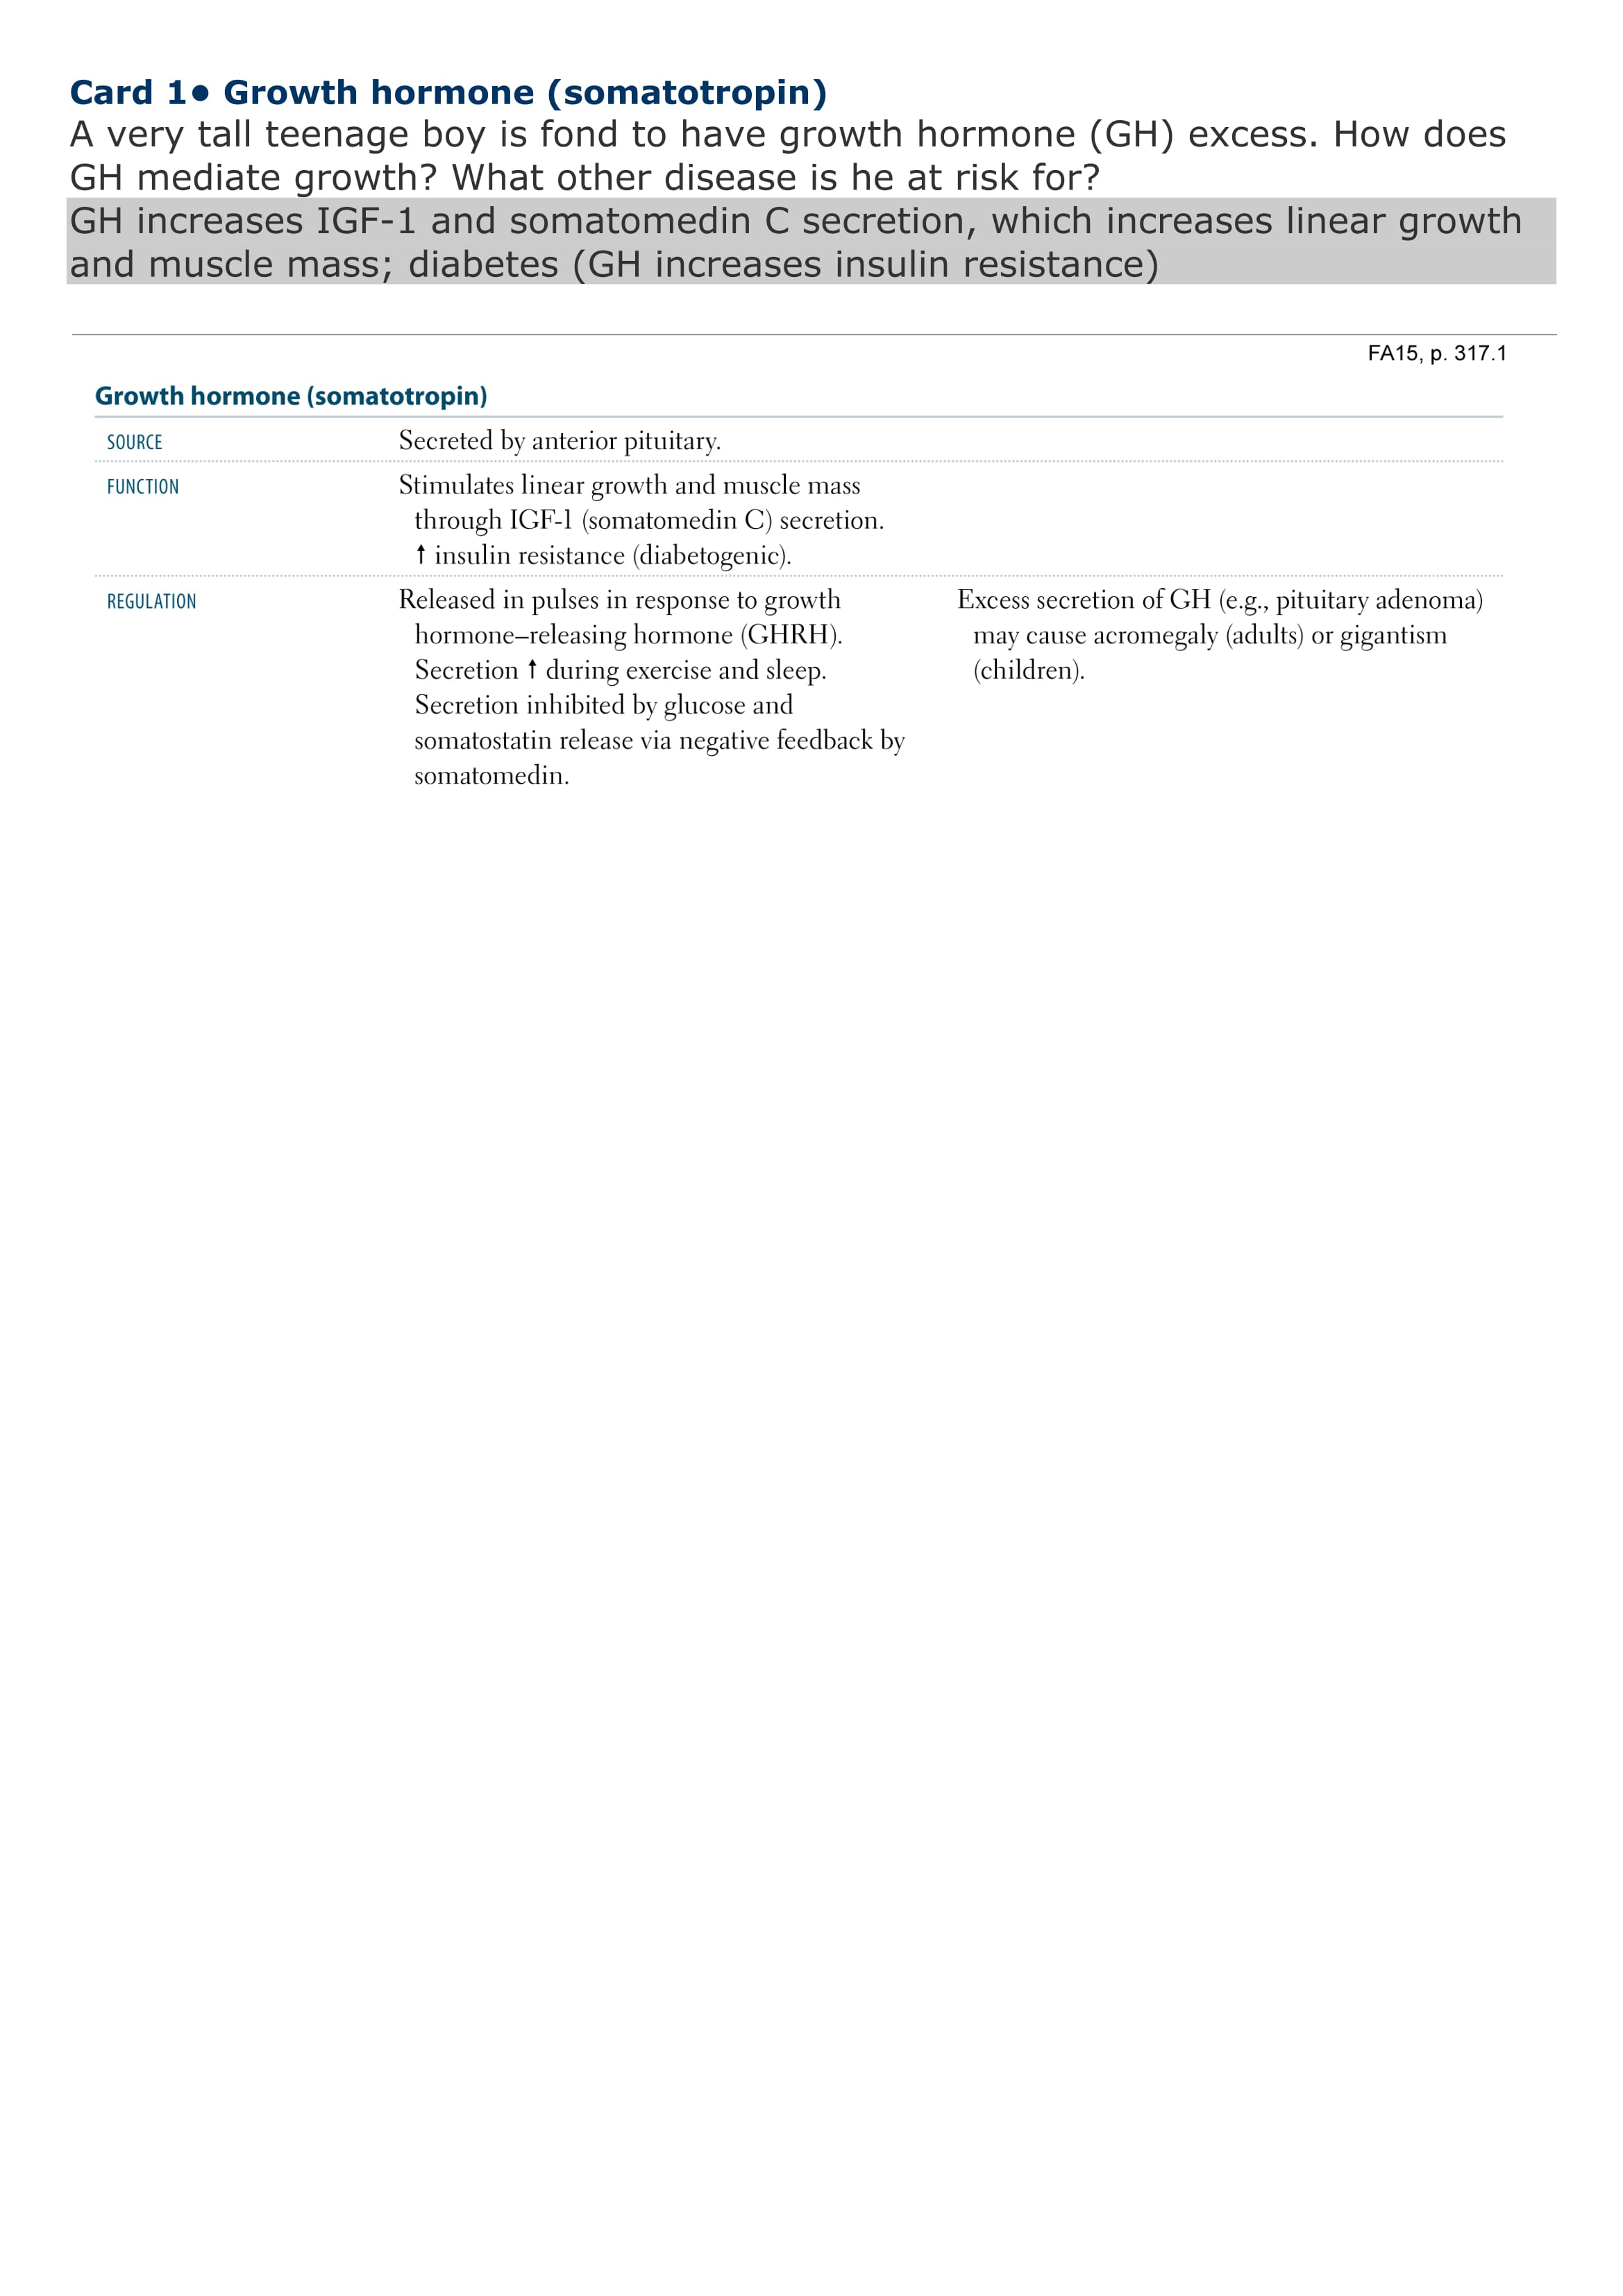 Card 1• Growth hormone (somatotropin)
A very tall teenage boy is fond to have growth hormone (GH) excess. How does
GH mediate growth? What other disease is he at risk for?
GH increases IGF-1 and somatomedin C secretion, which increases linear growth
and muscle mass; diabetes (GH increases insulin resistance)
FA15, p. 317.1
Growth hormone (somatotropin)
SOURCE Secreted by anterior pituitary.
FUNCTION Stimulates linear growth and muscle mass
through IGF-1 (somatomedin C) secretion.
↑ insulin resistance (diabetogenic).
REGULATION Released in pulses in response to growth
hormone–releasing hormone (GHRH).
Secretion ↑ during exercise and sleep.
Secretion inhibited by glucose and
somatostatin release via negative feedback by
somatomedin.
Excess secretion of GH (e.g., pituitary adenoma)
may cause acromegaly (adults) or gigantism
(children).